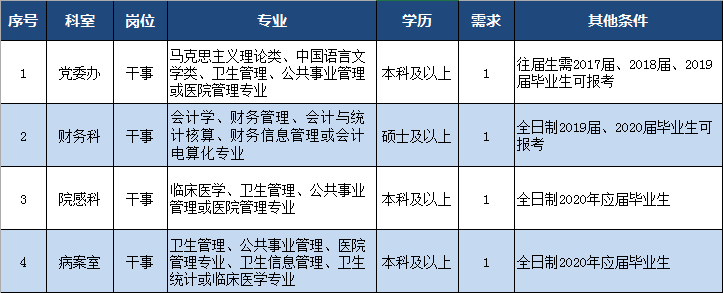 序号 科室 岗位 专业 学历 需求 其他条件
1 党委办 干事 马克思主义理论类、中国语言文学类、卫生管理、公共事业管理或医院管理专业 本科及以上 1 往届生需2017届、2018届、2019届毕业生可报考
2 财务科 干事 会计学、财务管理、会计与统计核算、财务信息管理或会计电算化专业 硕士及以上 1 全日制2019届、2020届毕业生可报考
3 院感科 干事 临床医学、卫生管理、公共事业管理或医院管理专业 本科及以上 1 全日制2020年应届毕业生
4 病案室 干事 卫生管理、公共事业管理、医院管理专业、卫生信息管理、卫生统计或临床医学专业 本科及以上 1 全日制2020年应届毕业生